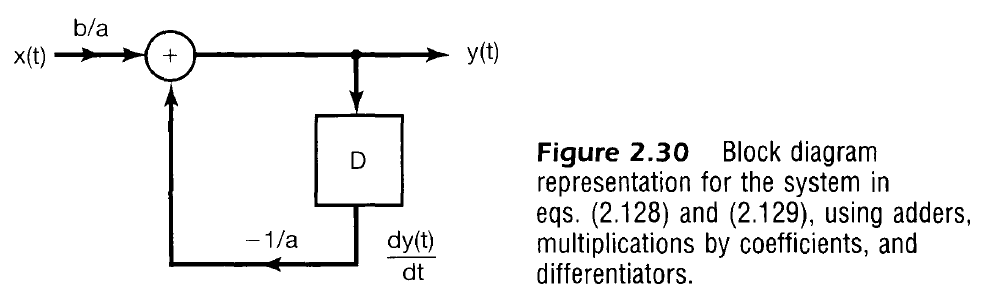 b/a
x(t)
+
y(t)
D
−1/a
dy(t)
dt
Figure 2.30 Block diagram
representation for the system in
eqs. (2.128) and (2.129), using adders,
multiplications by coefficients, and
differentiators.